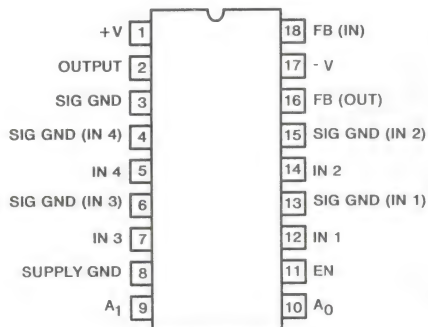 +V 1 18 FB (IN)
OUTPUT 2 17 - V
SIG GND 3 16 FB (OUT)
SIG GND (IN 4) 4 15 SIG GND (IN 2)
IN 4 5 14 IN 2
SIG GND (IN 3) 6 13 SIG GND (IN 1)
IN 3 7 12 IN 1
SUPPLY GND 8 11 EN
A1 9 10 A0